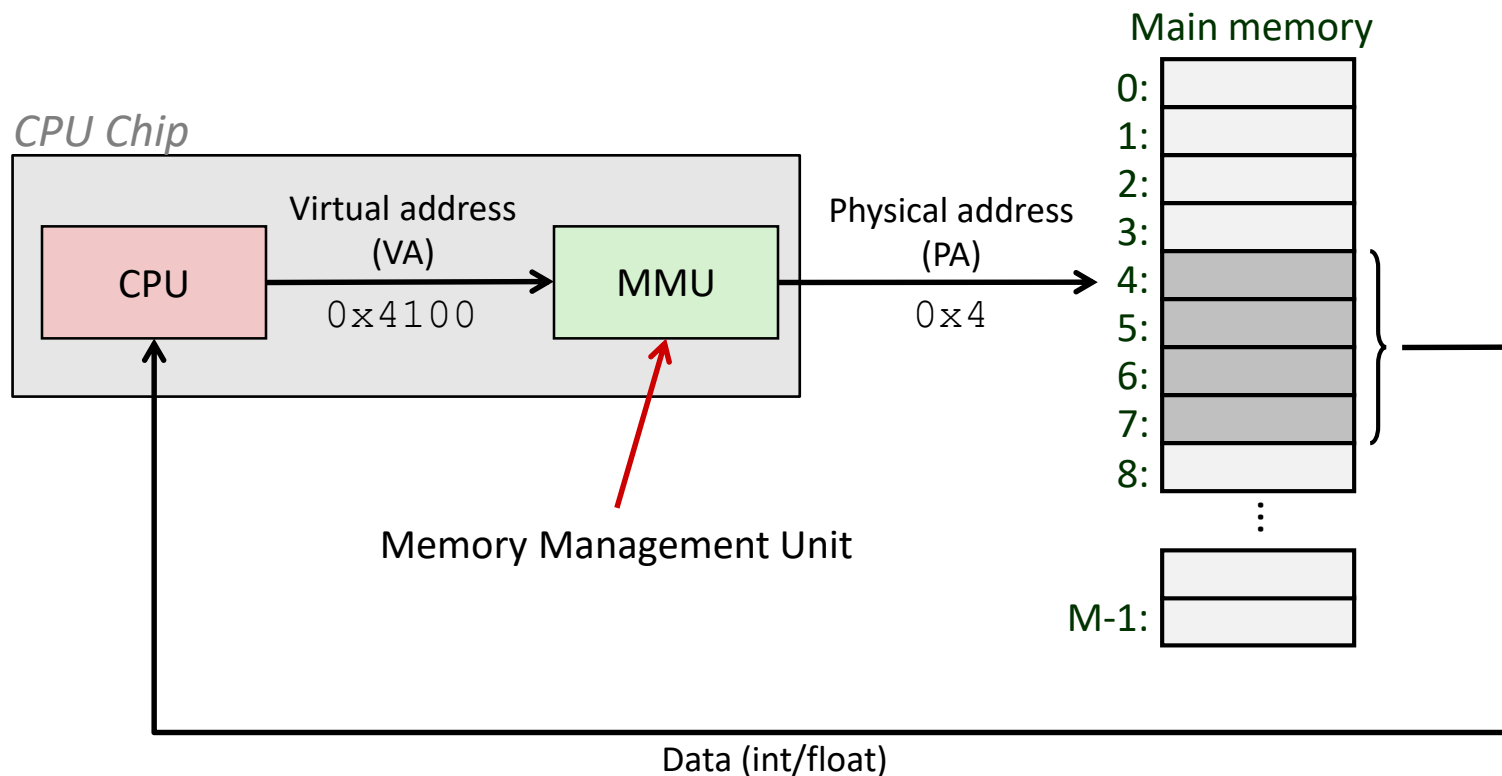 Main memory
0:
CPU Chip
1:
2:
Virtual address
(VA)
Physical address
(PA)
3:
CPU
MMU
4:
0x4100
0x4
5:
6:
7:
8:
Memory Management Unit
⋮
M-1:
Data (int/float)